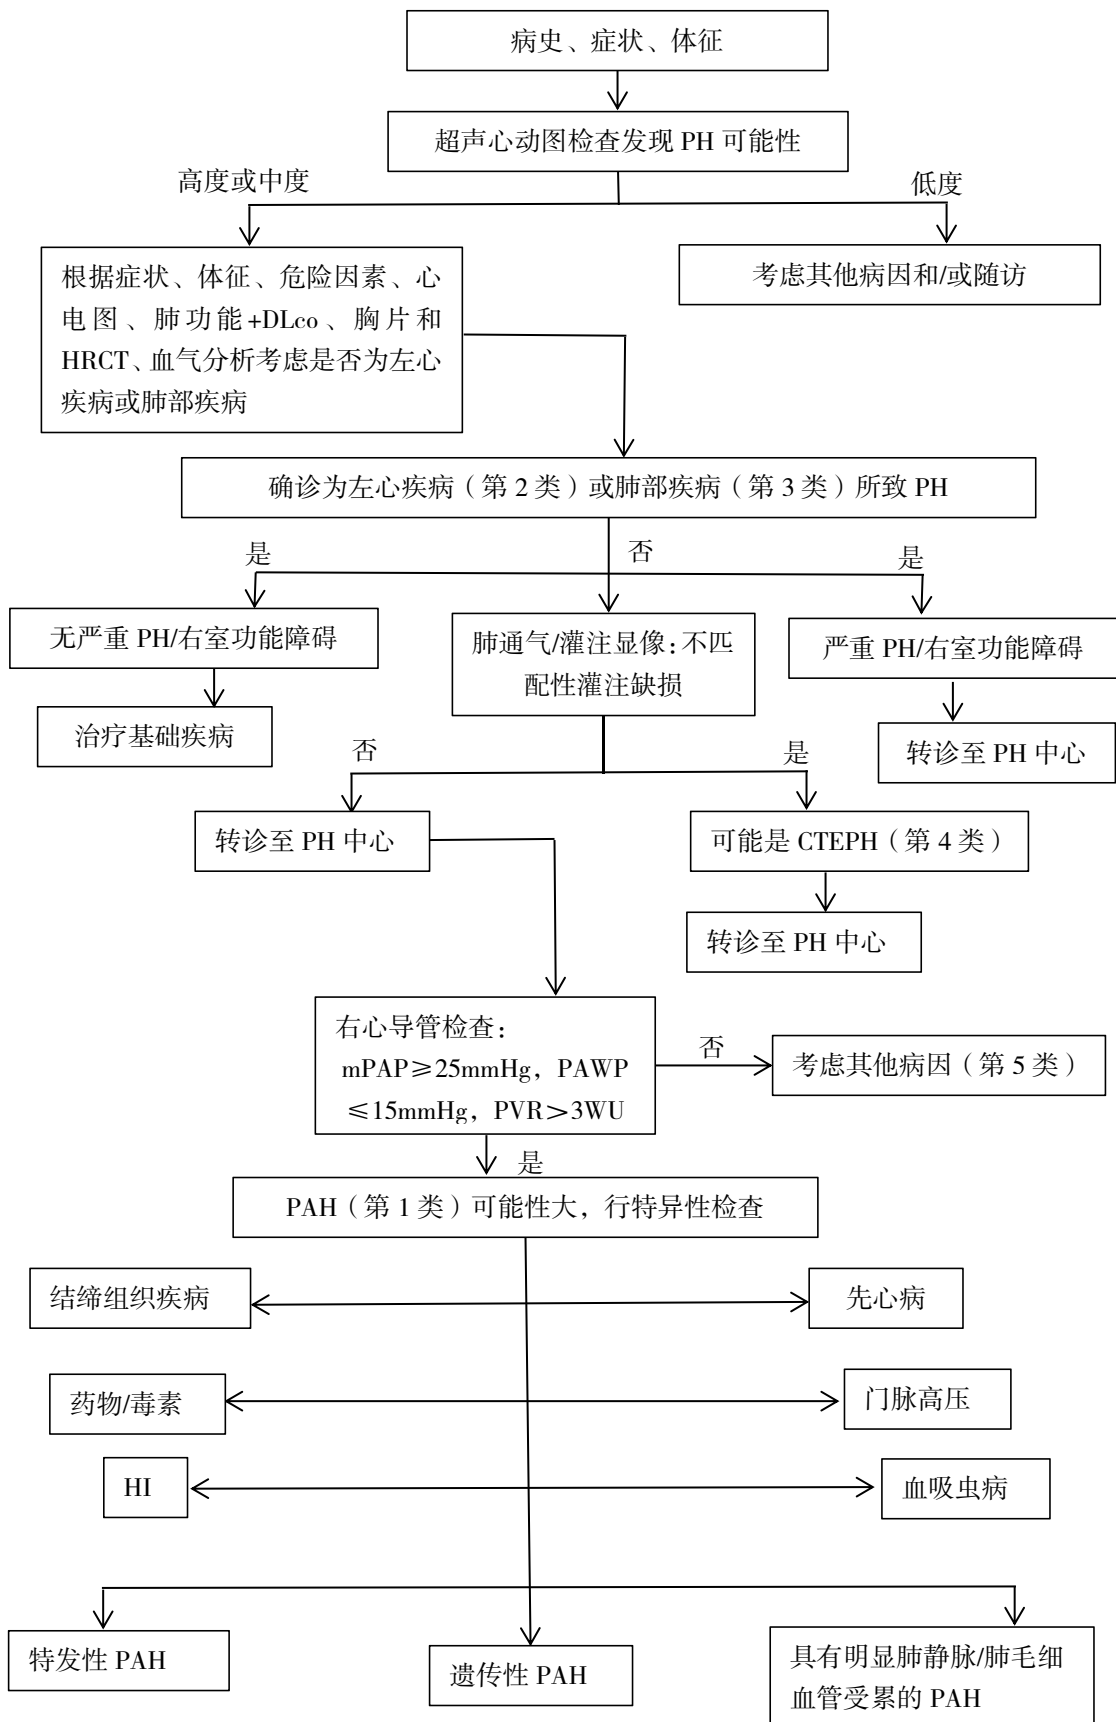 病史、症状、体征
超声心动图检查发现 PH 可能性
高度或中度
低度
根据症状、体征、危险因素、心
电图、肺功能+DLco、胸片和
HRCT、血气分析考虑是否为左心
疾病或肺部疾病
考虑其他病因和/或随访
确诊为左心疾病（第 2 类）或肺部疾病（第 3 类）所致 PH
是
否
是
无严重 PH/右室功能障碍
肺通气/灌注显像：不匹
配性灌注缺损
严重 PH/右室功能障碍
治疗基础疾病
转诊至 PH 中心
否
是
转诊至 PH 中心
可能是 CTEPH（第 4 类）
转诊至 PH 中心
右心导管检查：
mPAP≥25mmHg，PAWP
≤15mmHg，PVR＞3WU
否
考虑其他病因（第 5 类）
是
PAH（第 1 类）可能性大，行特异性检查
结缔组织疾病
先心病
药物/毒素
门脉高压
HI
血吸虫病
特发性 PAH
遗传性 PAH
具有明显肺静脉/肺毛细
血管受累的 PAH